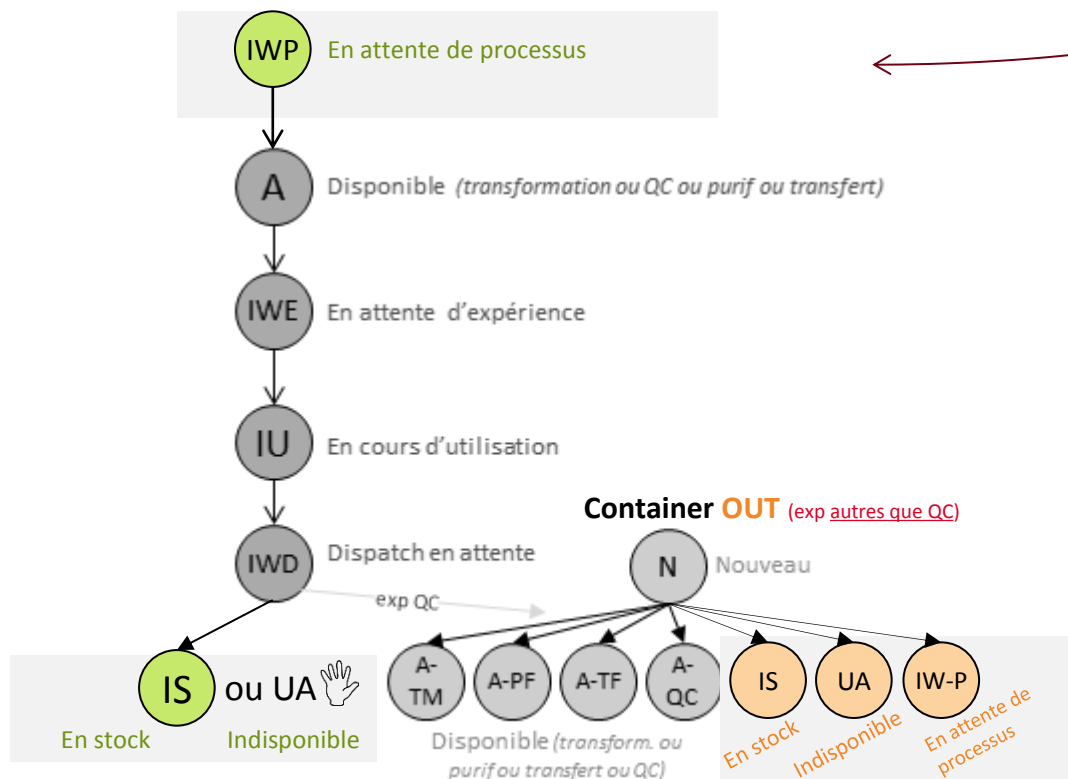 IWP En attente de processus
A Disponible (transformation ou QC ou purif ou transfert)
IWE En attente d’expérience
IU En cours d’utilisation
Container OUT (exp autres que QC)
IWD Dispatch en attente
N Nouveau
exp QC
A-
TM
A-PF
A-TF
A-
QC
IS
UA
IW-P
IS ou UA
En stock
Indisponible
Disponible (transform. ou
purif ou transfert ou QC)
En stock
Indisponible
En attente de
processus